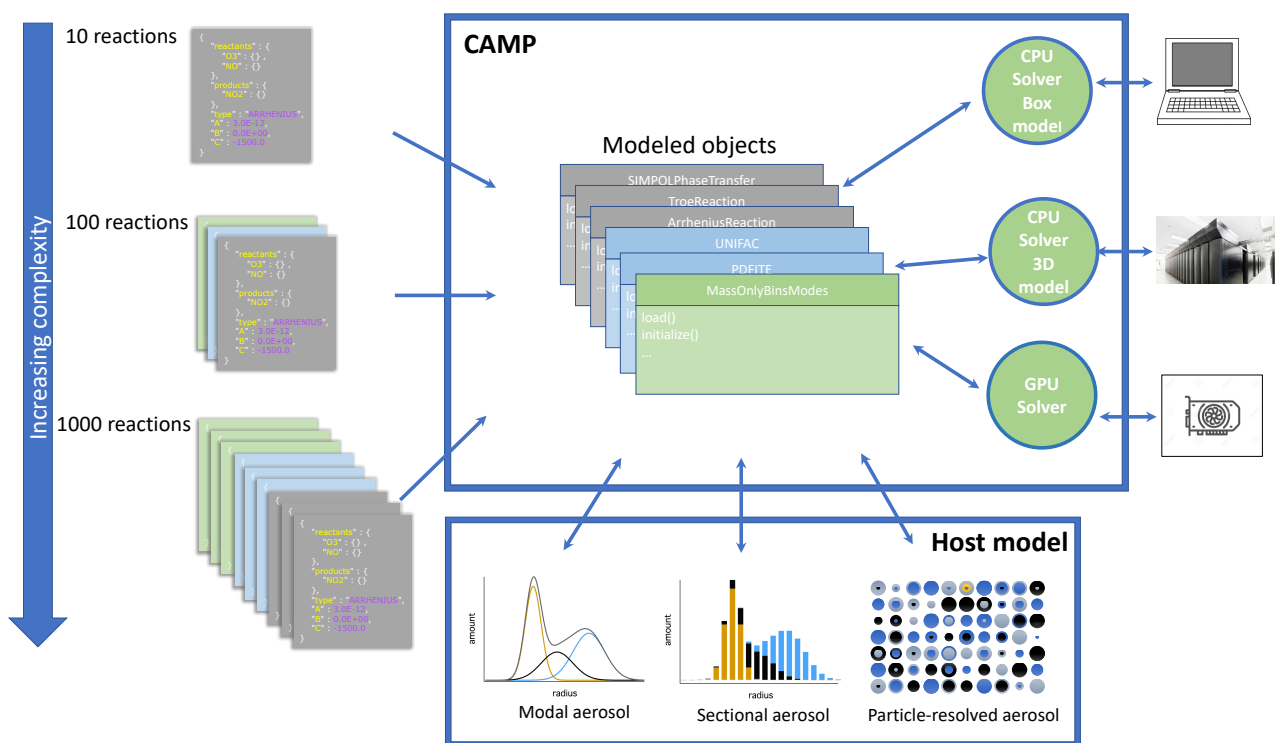 Increasing complexity
10 reactions
{
"reactants" : {
"O3" : {} ,
"NO" : {}
},
"products" : {
"NO2" : {}
},
"type" : "ARRHENIUS",
"A" : 3.0E-12,
"B" : 0.0E+00,
"C" : -1500.0
}
100 reactions
{
{
{
"reactants" : {
"O3" : {} ,
"NO" : {}
},
"products" : {
"NO2" : {}
},
"type" : "ARRHENIUS",
"A" : 3.0E-12,
"B" : 0.0E+00,
"C" : -1500.0
}
1000 reactions
{
{
{
{
{
{
{
{
{
"reactants" : {
"O3" : {} ,
"NO" : {}
},
"products" : {
"NO2" : {}
},
"type" : "ARRHENIUS",
"A" : 3.0E-12,
"B" : 0.0E+00,
"C" : -1500.0
}
CAMP
Modeled objects
SIMPOLPhaseTransfer
TroeReaction
ArrheniusReaction
UNIFAC
PDFiTE
MassOnlyBinsModes
load()
initialize()
...
CPU
Solver
Box
model
CPU
Solver
3D
model
GPU
Solver
Host model
amount
radius
Modal aerosol
amount
radius
Sectional aerosol
Particle-resolved aerosol